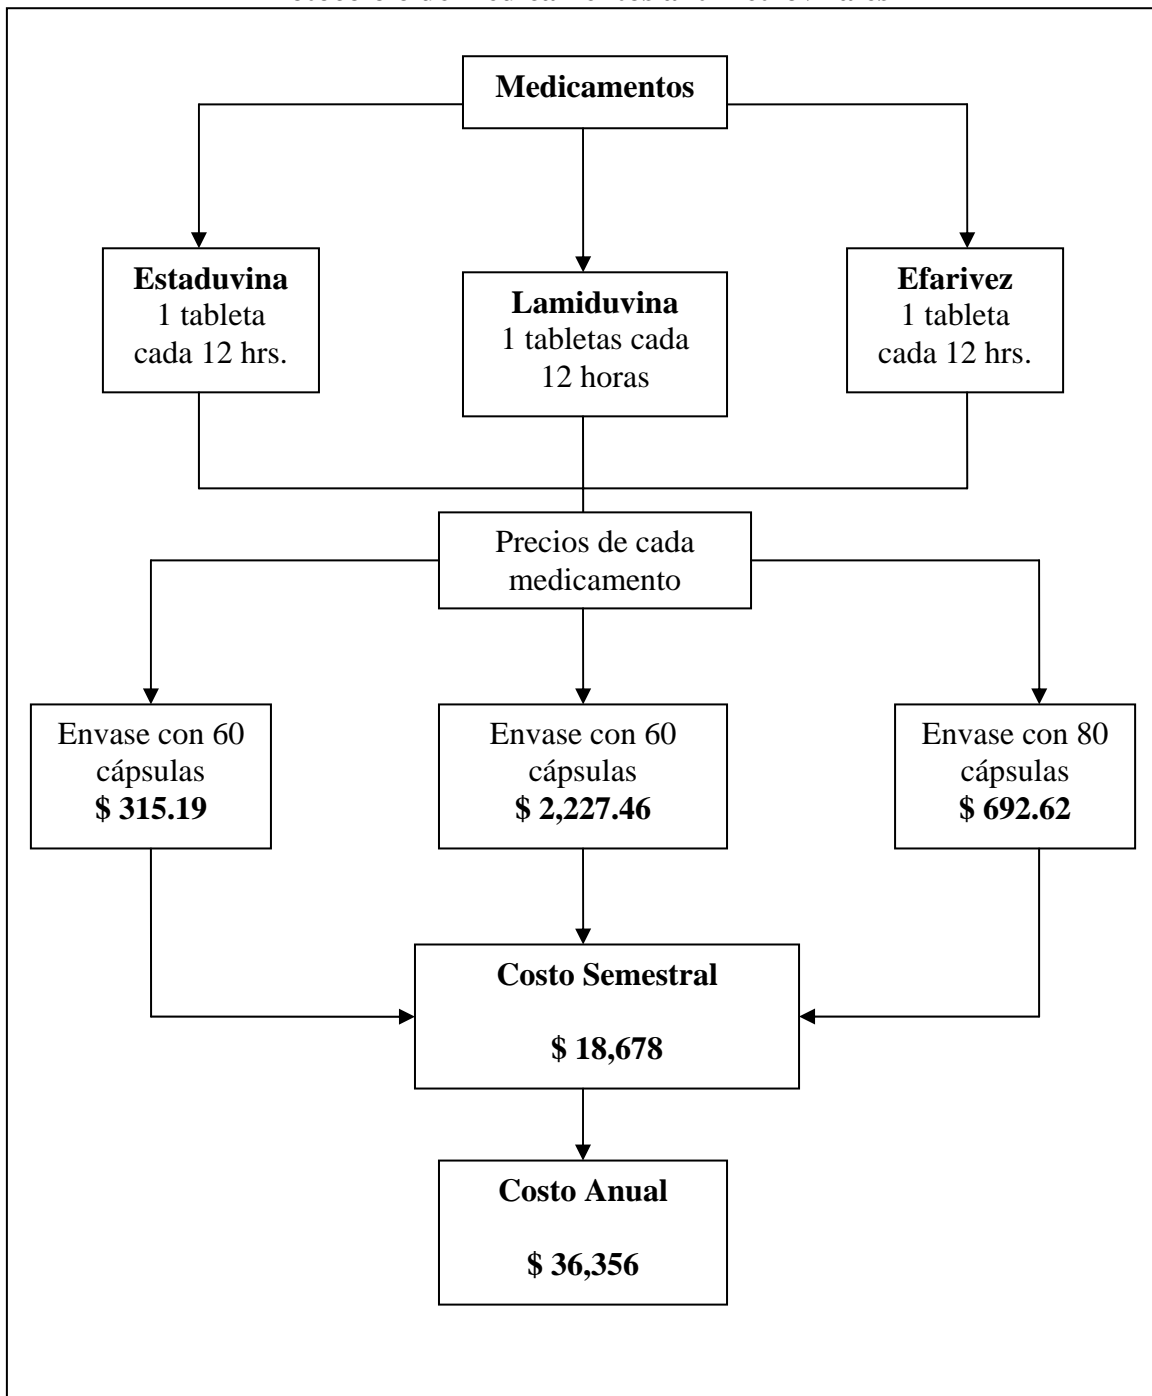 Medicamentos
Estaduvina
1 tableta
cada 12 hrs.
Lamiduvina
1 tabletas cada
12 horas
Efarivez
1 tableta
cada 12 hrs.
Precios de cada
medicamento
Envase con 60
cápsulas
$ 315.19
Envase con 60
cápsulas
$ 2,227.46
Envase con 80
cápsulas
$ 692.62
Costo Semestral
$ 18,678
Costo Anual
$ 36,356